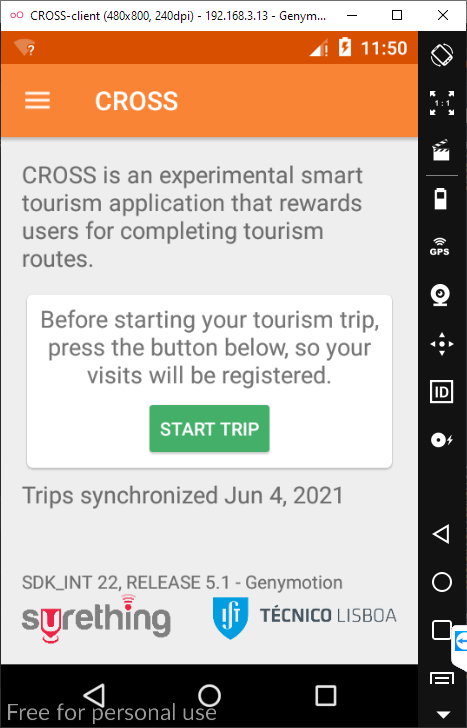 CROSS-client (480x800, 240dpi) - 192.168.3.13 - Genymo...
? ! 11:50
CROSS
1:1
CROSS is an experimental smart
tourism application that rewards
users for completing tourism
routes.
GPS
Before starting your tourism trip,
press the button below, so your
visits will be registered.
ID
START TRIP
Trips synchronized Jun 4, 2021
SDK_INT 22, RELEASE 5.1 - Genymotion
surething
IST TÉCNICO LISBOA
Free for personal use